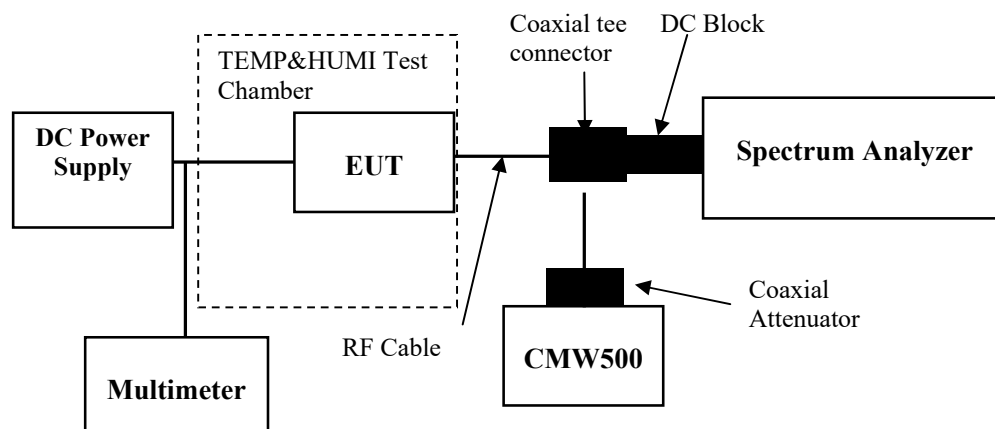 Coaxial tee
connector
DC Block
TEMP&HUMI Test
Chamber
DC Power
Supply
EUT
Spectrum Analyzer
RF Cable
Coaxial
Attenuator
CMW500
Multimeter